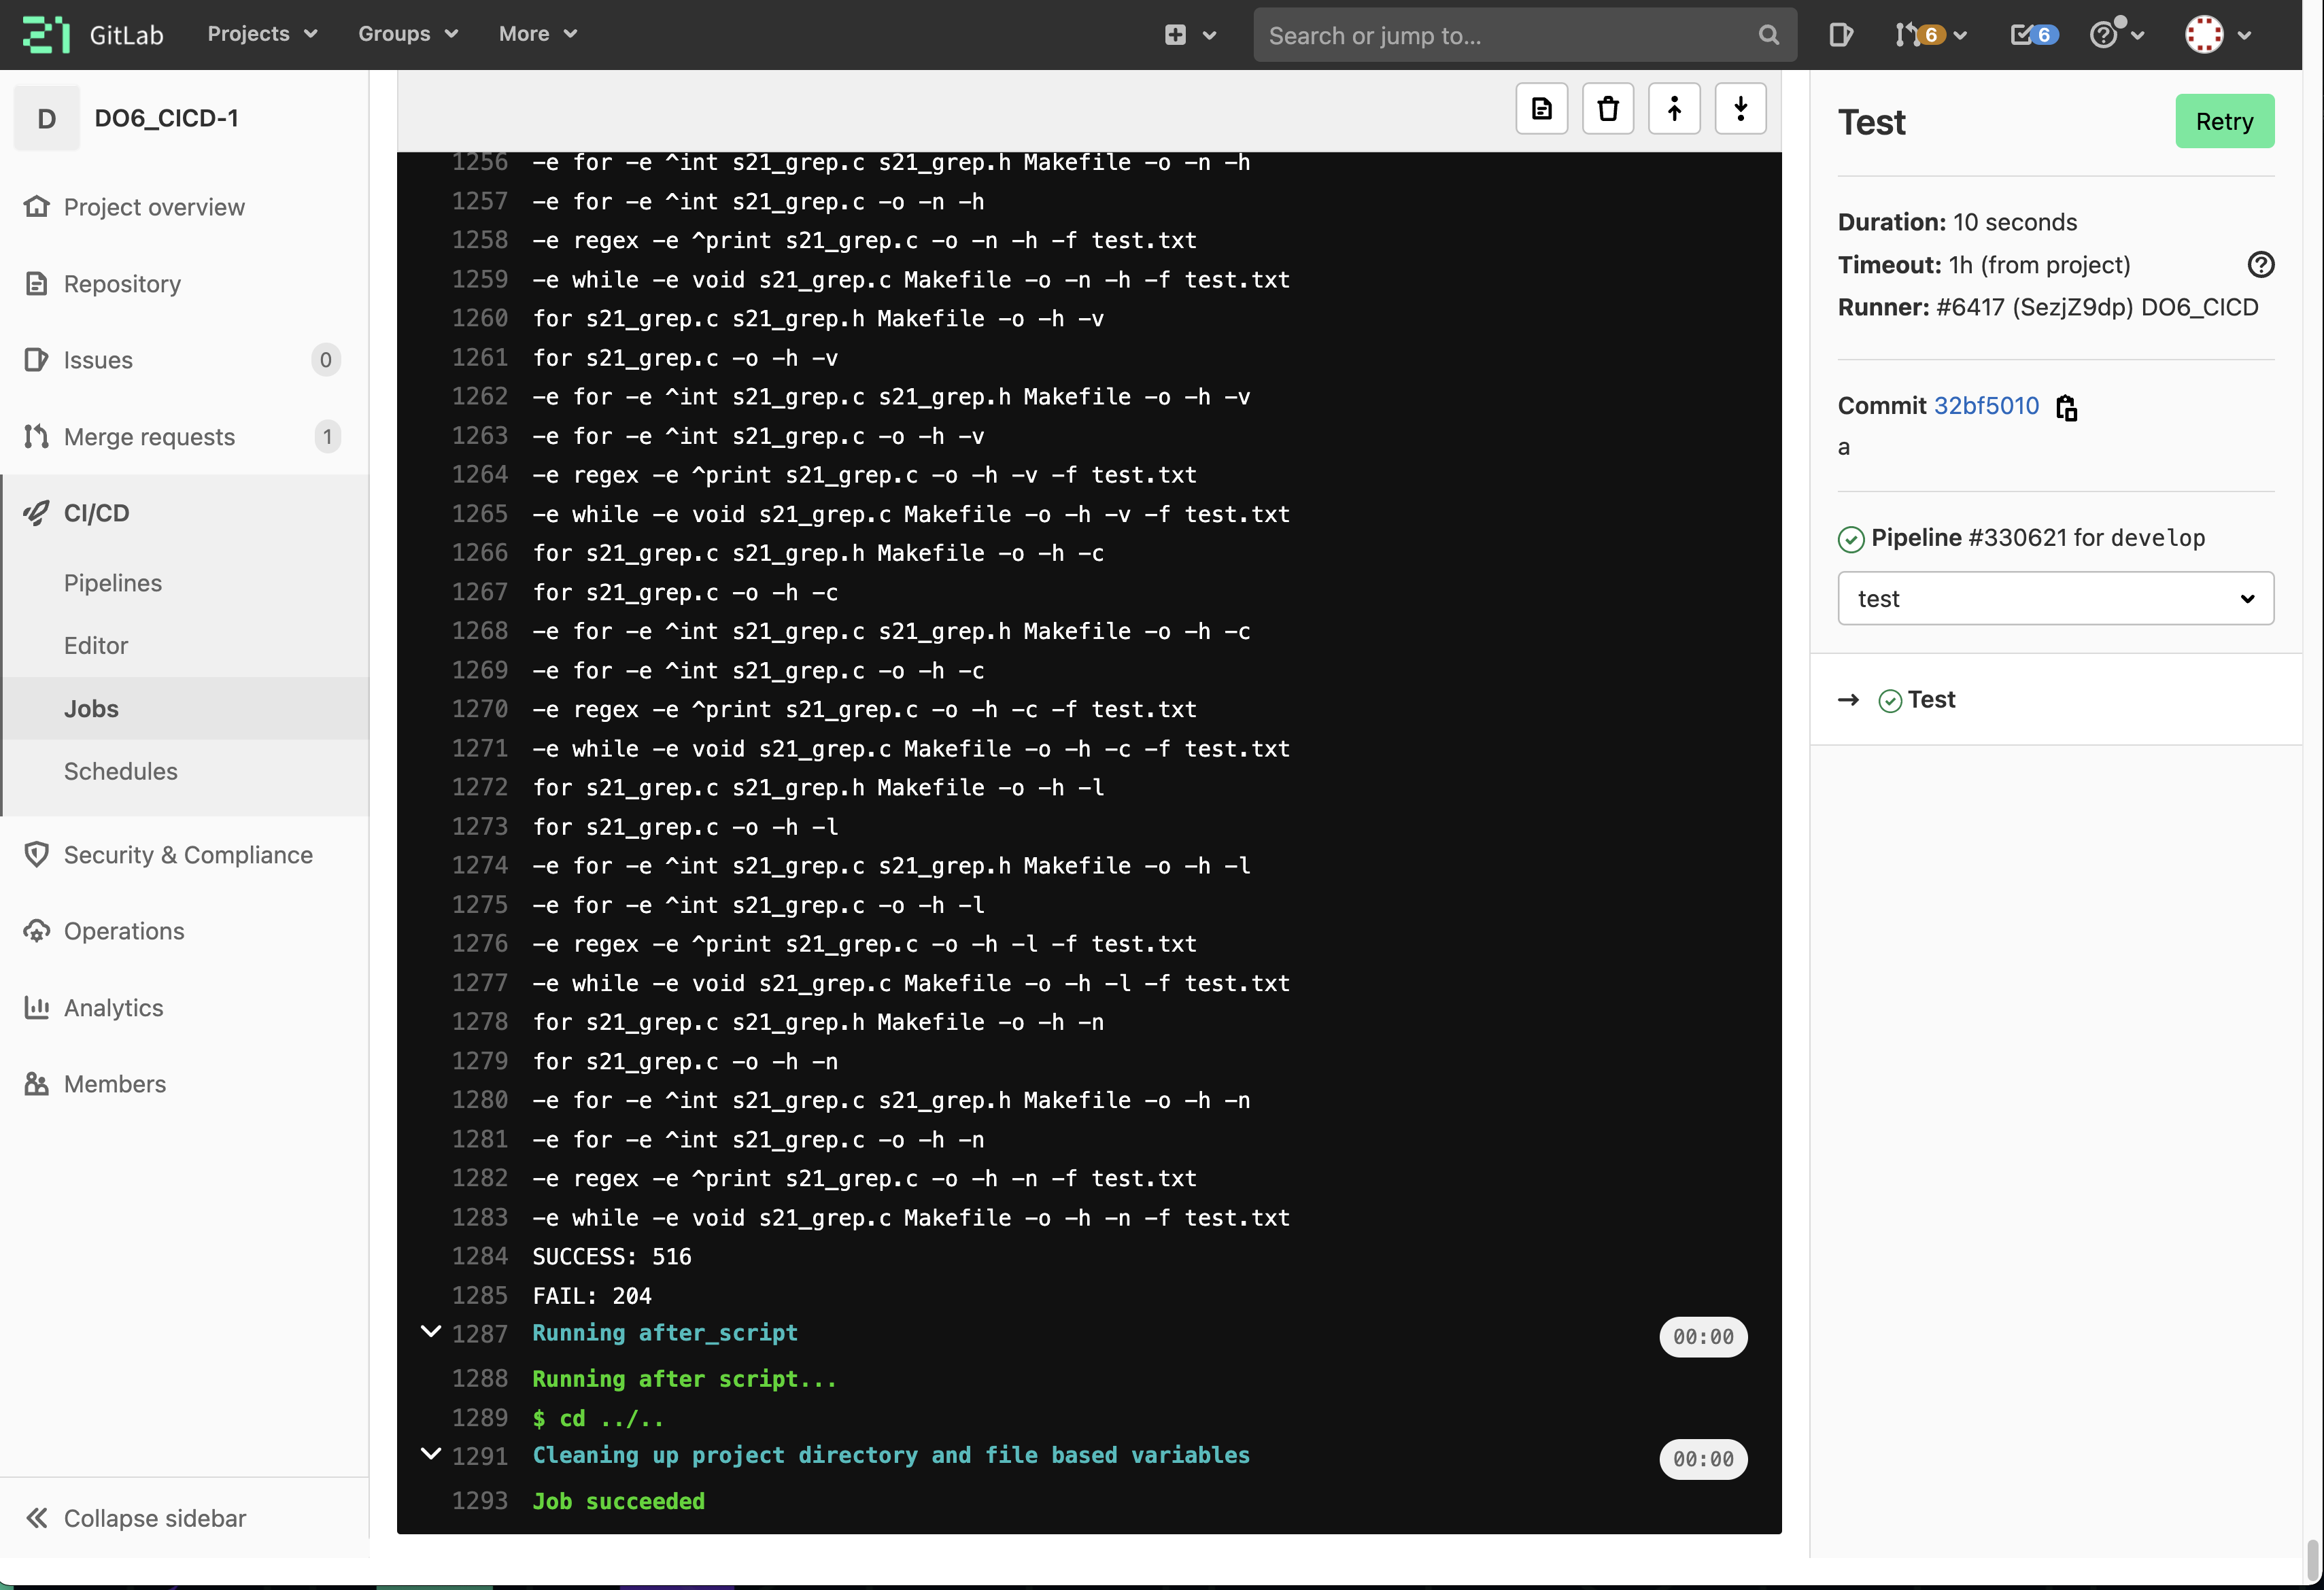 GitLab Projects Groups More Search or jump to... 6 6
D DO6_CICD-1
Project overview
Repository
Issues 0
Merge requests 1
CI/CD
Pipelines
Editor
Jobs
Schedules
Security & Compliance
Operations
Analytics
Members
Collapse sidebar
1256 -e for -e ^int s21_grep.c s21_grep.h Makefile -o -n -h
1257 -e for -e ^int s21_grep.c -o -n -h
1258 -e regex -e ^print s21_grep.c -o -n -h -f test.txt
1259 -e while -e void s21_grep.c Makefile -o -n -h -f test.txt
1260 for s21_grep.c s21_grep.h Makefile -o -h -v
1261 for s21_grep.c -o -h -v
1262 -e for -e ^int s21_grep.c s21_grep.h Makefile -o -h -v
1263 -e for -e ^int s21_grep.c -o -h -v
1264 -e regex -e ^print s21_grep.c -o -h -v -f test.txt
1265 -e while -e void s21_grep.c Makefile -o -h -v -f test.txt
1266 for s21_grep.c s21_grep.h Makefile -o -h -c
1267 for s21_grep.c -o -h -c
1268 -e for -e ^int s21_grep.c s21_grep.h Makefile -o -h -c
1269 -e for -e ^int s21_grep.c -o -h -c
1270 -e regex -e ^print s21_grep.c -o -h -c -f test.txt
1271 -e while -e void s21_grep.c Makefile -o -h -c -f test.txt
1272 for s21_grep.c s21_grep.h Makefile -o -h -l
1273 for s21_grep.c -o -h -l
1274 -e for -e ^int s21_grep.c s21_grep.h Makefile -o -h -l
1275 -e for -e ^int s21_grep.c -o -h -l
1276 -e regex -e ^print s21_grep.c -o -h -l -f test.txt
1277 -e while -e void s21_grep.c Makefile -o -h -l -f test.txt
1278 for s21_grep.c s21_grep.h Makefile -o -h -n
1279 for s21_grep.c -o -h -n
1280 -e for -e ^int s21_grep.c s21_grep.h Makefile -o -h -n
1281 -e for -e ^int s21_grep.c -o -h -n
1282 -e regex -e ^print s21_grep.c -o -h -n -f test.txt
1283 -e while -e void s21_grep.c Makefile -o -h -n -f test.txt
1284 SUCCESS: 516
1285 FAIL: 204
1287 Running after_script 00:00
1288 Running after script...
1289 $ cd ../..
1291 Cleaning up project directory and file based variables 00:00
1293 Job succeeded
Test Retry
Duration: 10 seconds
Timeout: 1h (from project)
Runner: #6417 (SezjZ9dp) DO6_CICD
Commit 32bf5010
a
Pipeline #330621 for develop
test
Test